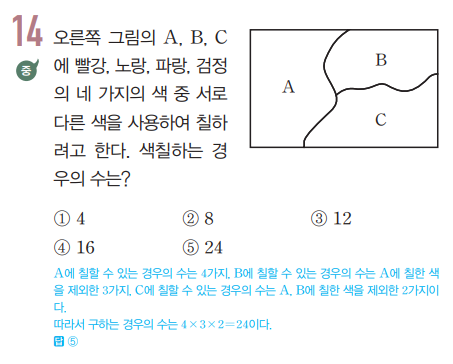 14
중
오른쪽 그림의 A, B, C
에 빨강, 노랑, 파랑, 검정
의 네 가지의 색 중 서로
다른 색을 사용하여 칠하
려고 한다. 색칠하는 경
우의 수는?
A
B
C
① 4 ② 8 ③ 12
④ 16 ⑤ 24
A에 칠할 수 있는 경우의 수는 4가지, B에 칠할 수 있는 경우의 수는 A에 칠한 색
을 제외한 3가지, C에 칠할 수 있는 경우의 수는 A, B에 칠한 색을 제외한 2가지이
다.
따라서 구하는 경우의 수는 4×3×2=24이다.
답 ⑤